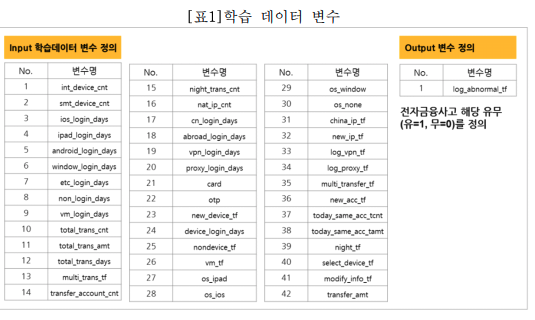 [표1]학습 데이터 변수
Input 학습데이터 변수 정의
No. 변수명
1 int_device_cnt
2 smt_device_cnt
3 ios_login_days
4 ipad_login_days
5 android_login_days
6 window_login_days
7 etc_login_days
8 non_login_days
9 vm_login_days
10 total_trans_cnt
11 total_trans_amt
12 total_trans_days
13 multi_trans_tf
14 transfer_account_cnt
No. 변수명
15 night_trans_cnt
16 nat_ip_cnt
17 cn_login_days
18 abroad_login_days
19 vpn_login_days
20 proxy_login_days
21 card
22 otp
23 new_device_tf
24 device_login_days
25 nondevice_tf
26 vm_tf
27 os_ipad
28 os_ios
No. 변수명
29 os_window
30 os_none
31 china_ip_tf
32 new_ip_tf
33 log_vpn_tf
34 log_proxy_tf
35 multi_transfer_tf
36 new_acc_tf
37 today_same_acc_tcnt
38 today_same_acc_tamt
39 night_tf
40 select_device_tf
41 modify_info_tf
42 transfer_amt
Output 변수 정의
No. 변수명
1 log_abnormal_tf
전자금융사고 해당 유무
(유=1, 무=0)를 정의